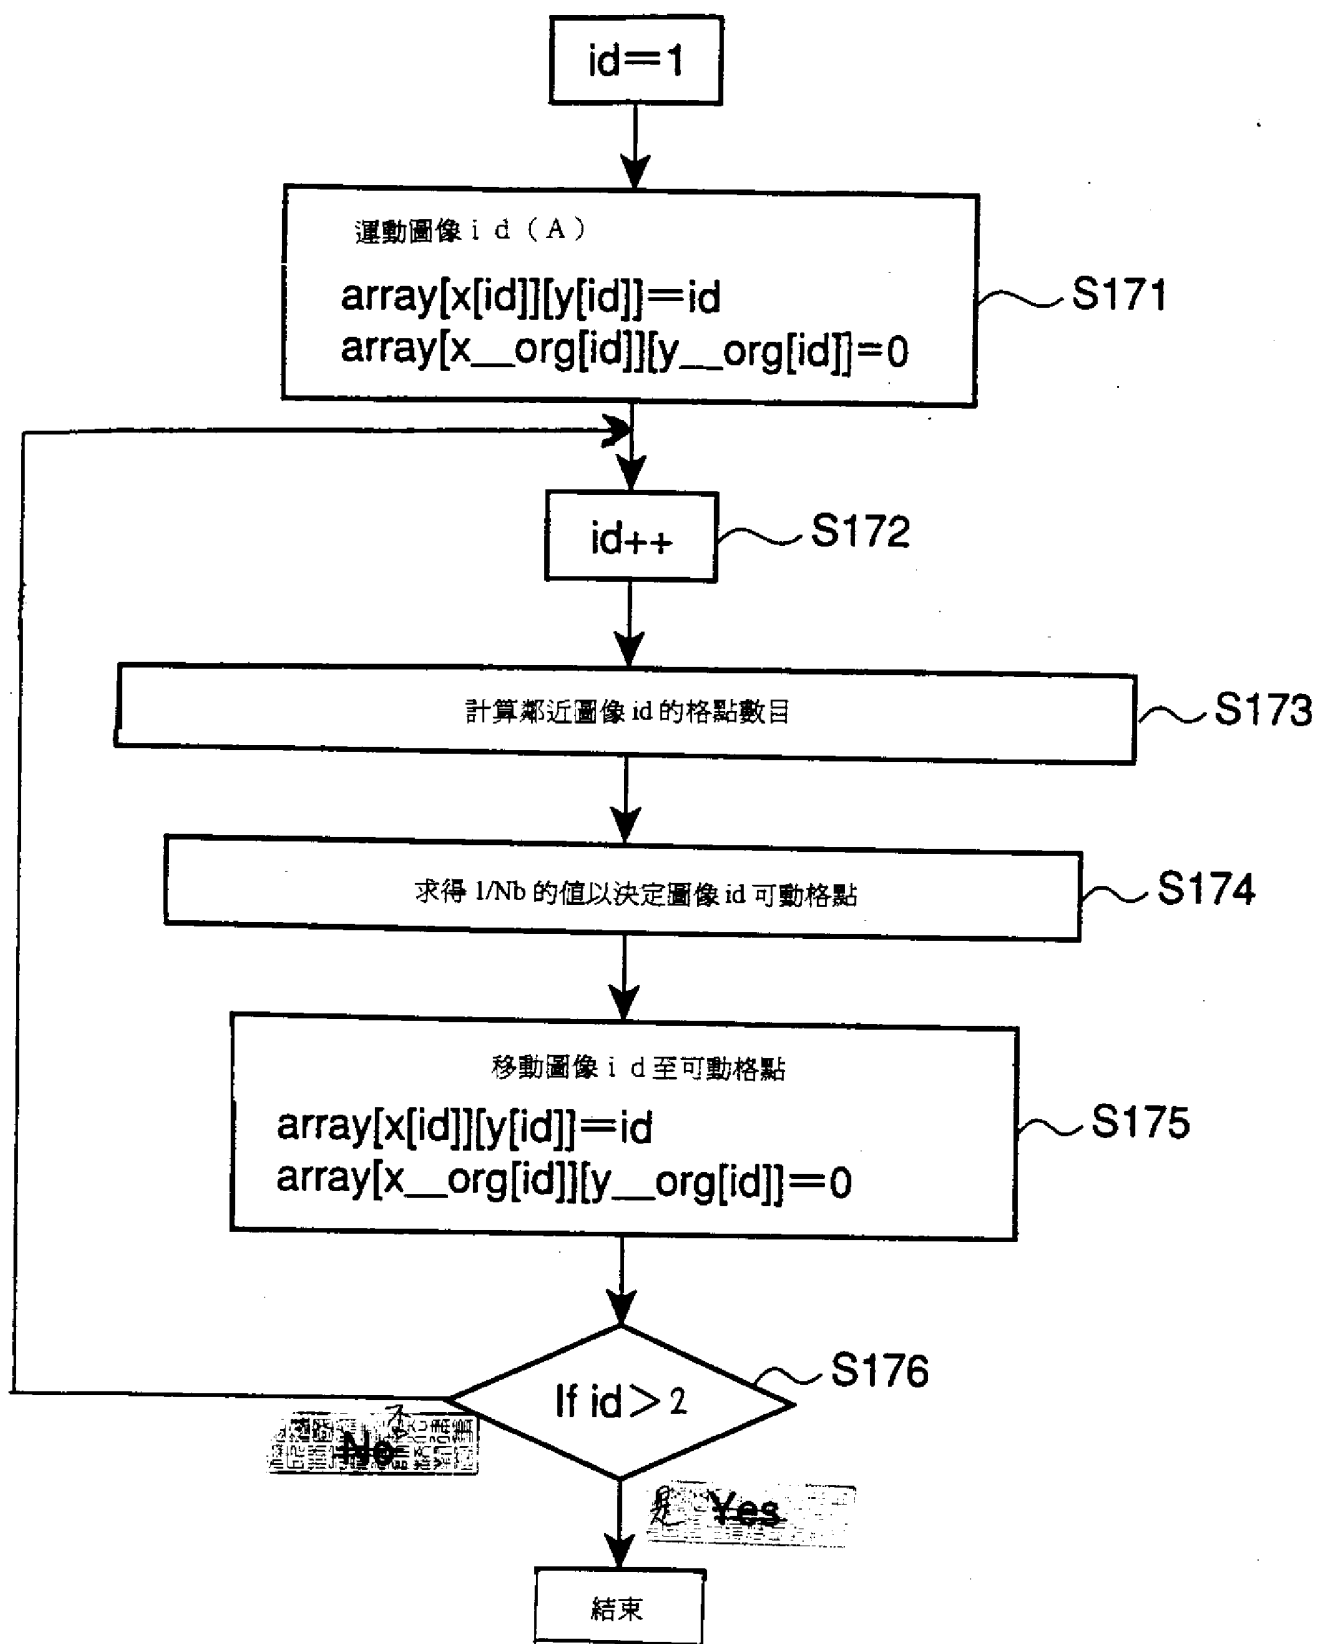 id=1
運動圖像 i d (A)
array[x[id]][y[id]]=id
array[x__org[id]][y__org[id]]=0
S171
id++
S172
計算鄰近圖像 id 的格點數目
S173
求得 1/Nb 的值以決定圖像 id 可動格點
S174
移動圖像 i d 至可動格點
array[x[id]][y[id]]=id
array[x__org[id]][y__org[id]]=0
S175
If id>2
S176
No
是 Yes
結束